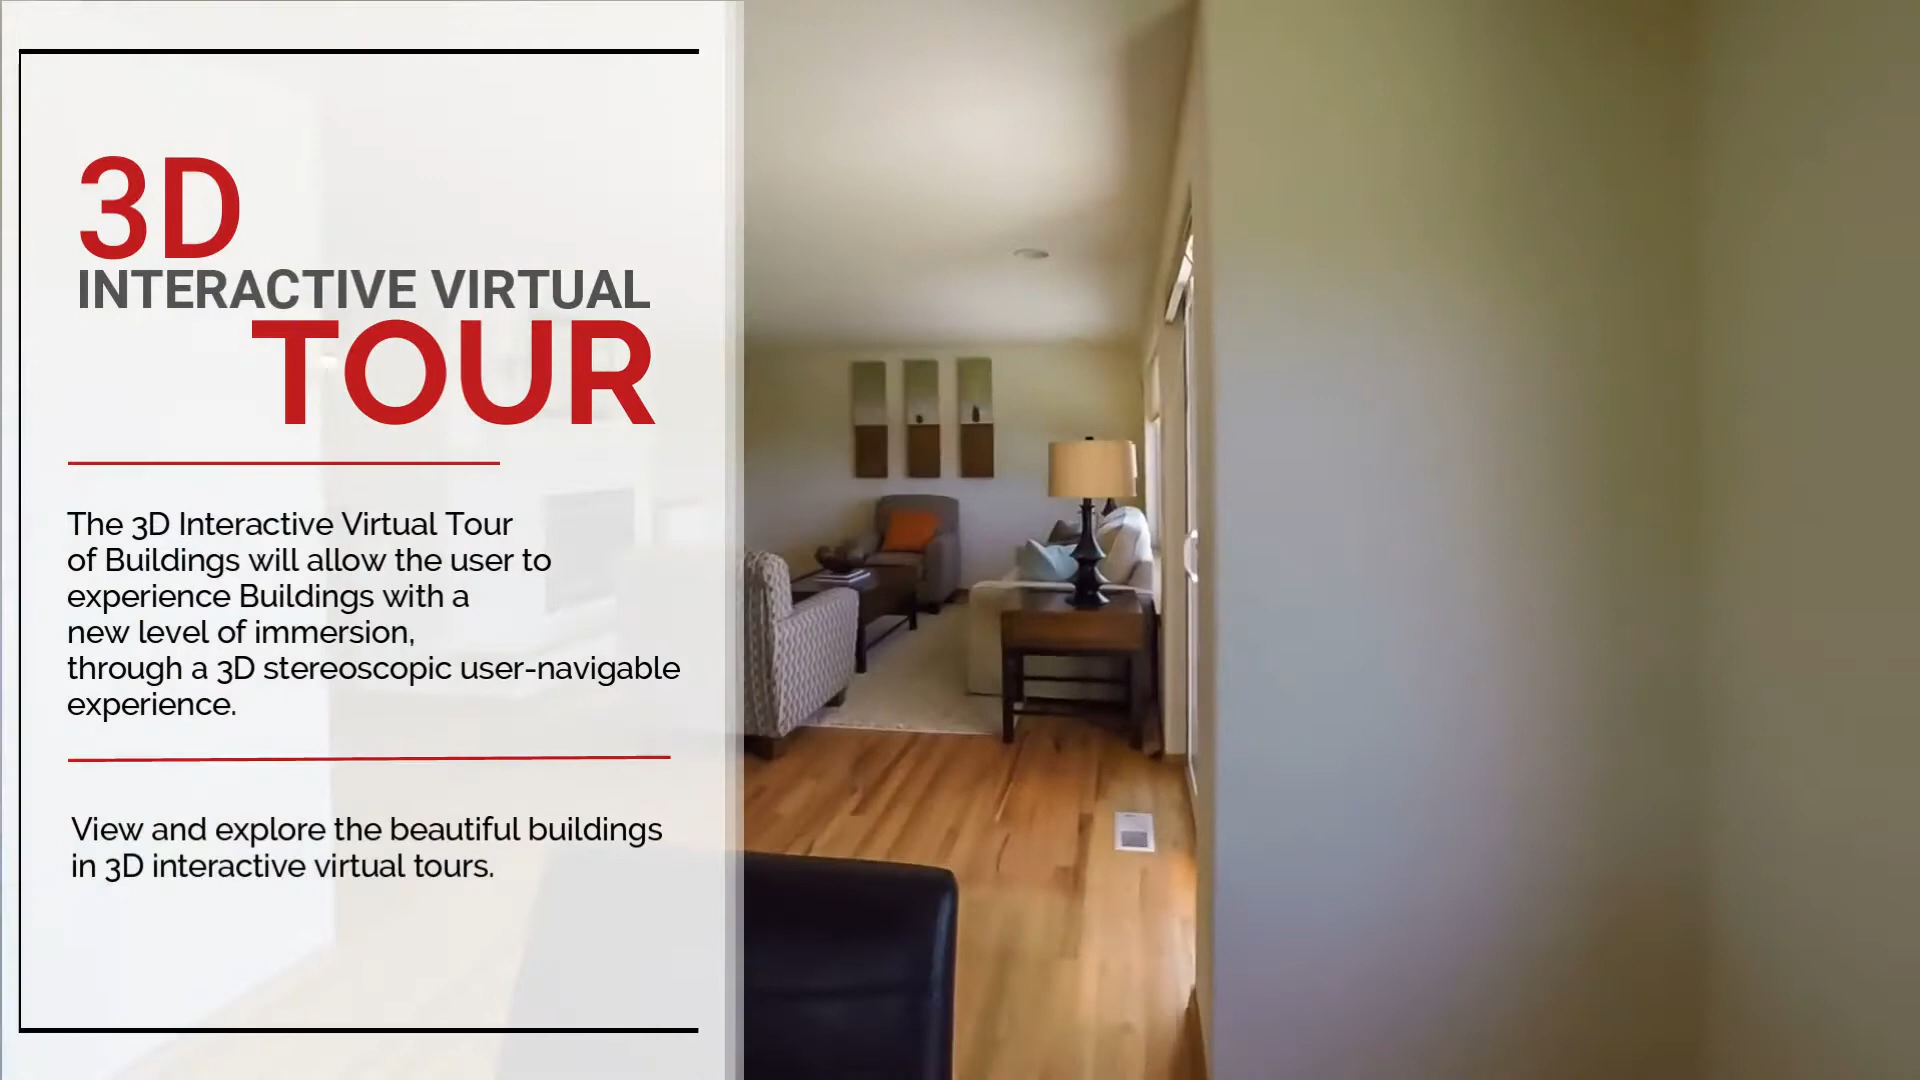 3D
INTERACTIVE VIRTUAL
TOUR
The 3D Interactive Virtual Tour
of Buildings will allow the user to
experience Buildings with a
new level of immersion,
through a 3D stereoscopic user-navigable
experience.
View and explore the beautiful buildings
in 3D interactive virtual tours.